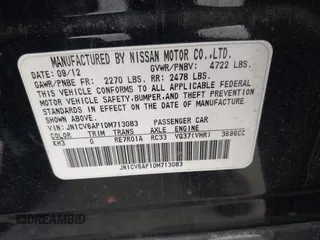 MANUFACTURED BY NISSAN MOTOR CO.,LTD.
DATE: 09/12 GVWR/PNBV: 4722 LBS.
GAWR/PNBE FR: 2270 LBS. RR: 2478 LBS.
THIS VEHICLE CONFORMS TO ALL APPLICABLE FEDERAL
MOTOR VEHICLE SAFETY,BUMPER,AND THEFT PREVENTION
STANDARDS IN EFFECT ON THE DATE OF MANUFACTURE
SHOWN ABOVE.
VIN: JN1CV6AP1DM713083 PASSENGER CAR
COLOR TRIM TRANS AXLE ENGINE
KH3 G RE7R01A RC33 VQ37(VHR) 3696CC
JN1CV6AP1DM713083
DREAMBID